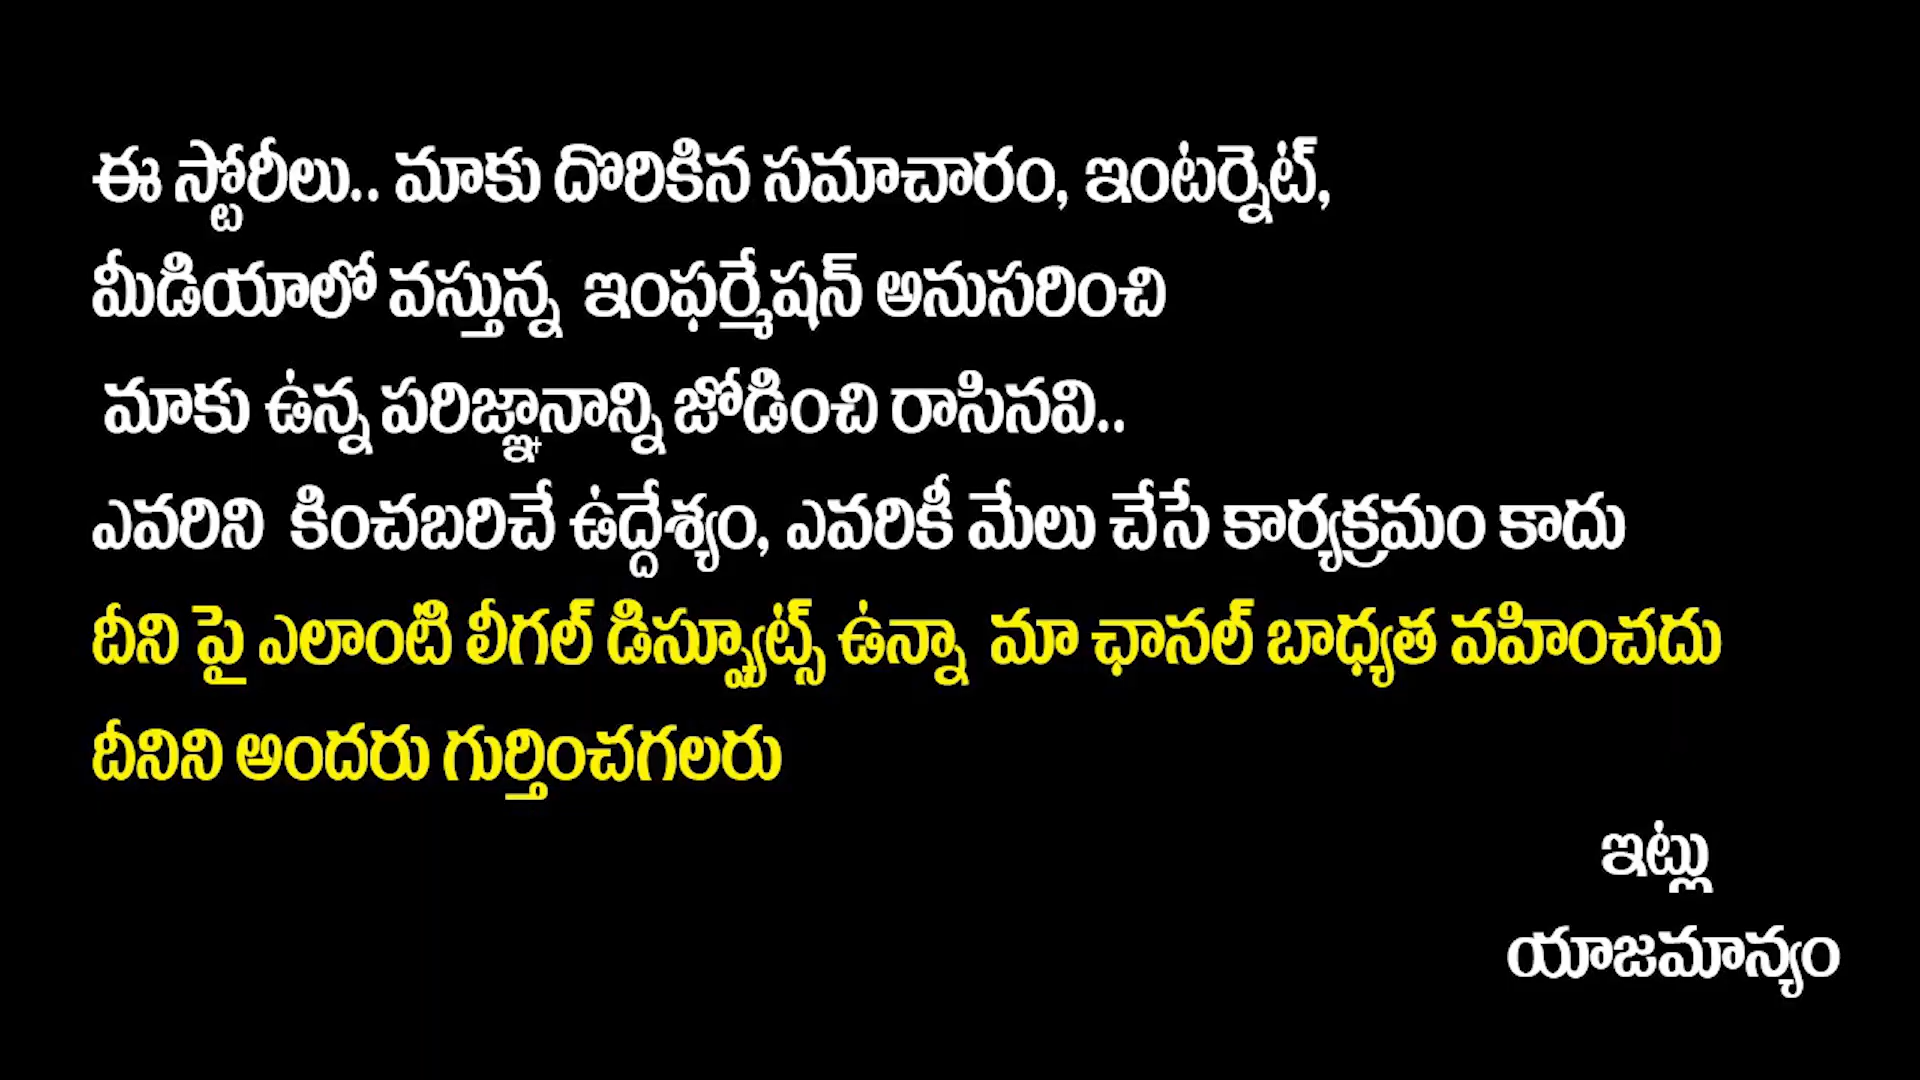 ఈ స్టోరీలు.. మాకు దొరికిన సమాచారం, ఇంటర్నెట్,
మీడియాలో వస్తున్న ఇంఫర్మేషన్ అనుసరించి
మాకు ఉన్న పరిజ్ఞానాన్ని జోడించి రాసినవి..
ఎవరిని కించబరిచే ఉద్దేశ్యం, ఎవరికీ మేలు చేసే కార్యక్రమం కాదు
దీని పై ఎలాంటి లీగల్ డిస్ప్యూట్స్ ఉన్నా మా ఛానల్ బాధ్యత వహించదు
దీనిని అందరు గుర్తించగలరు
ఇట్లు
యాజమాన్యం